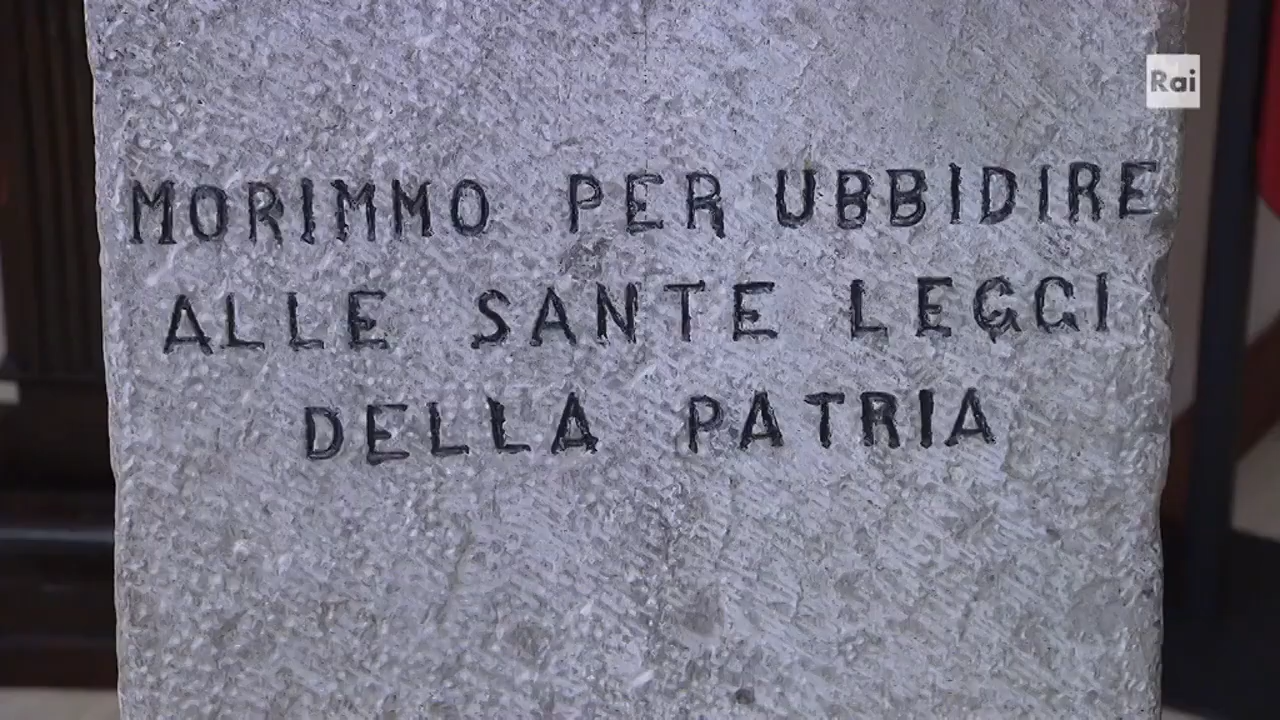 Rai
MORIMMO PER UBBIDIRE
ALLE SANTE LEGGI
DELLA PATRIA